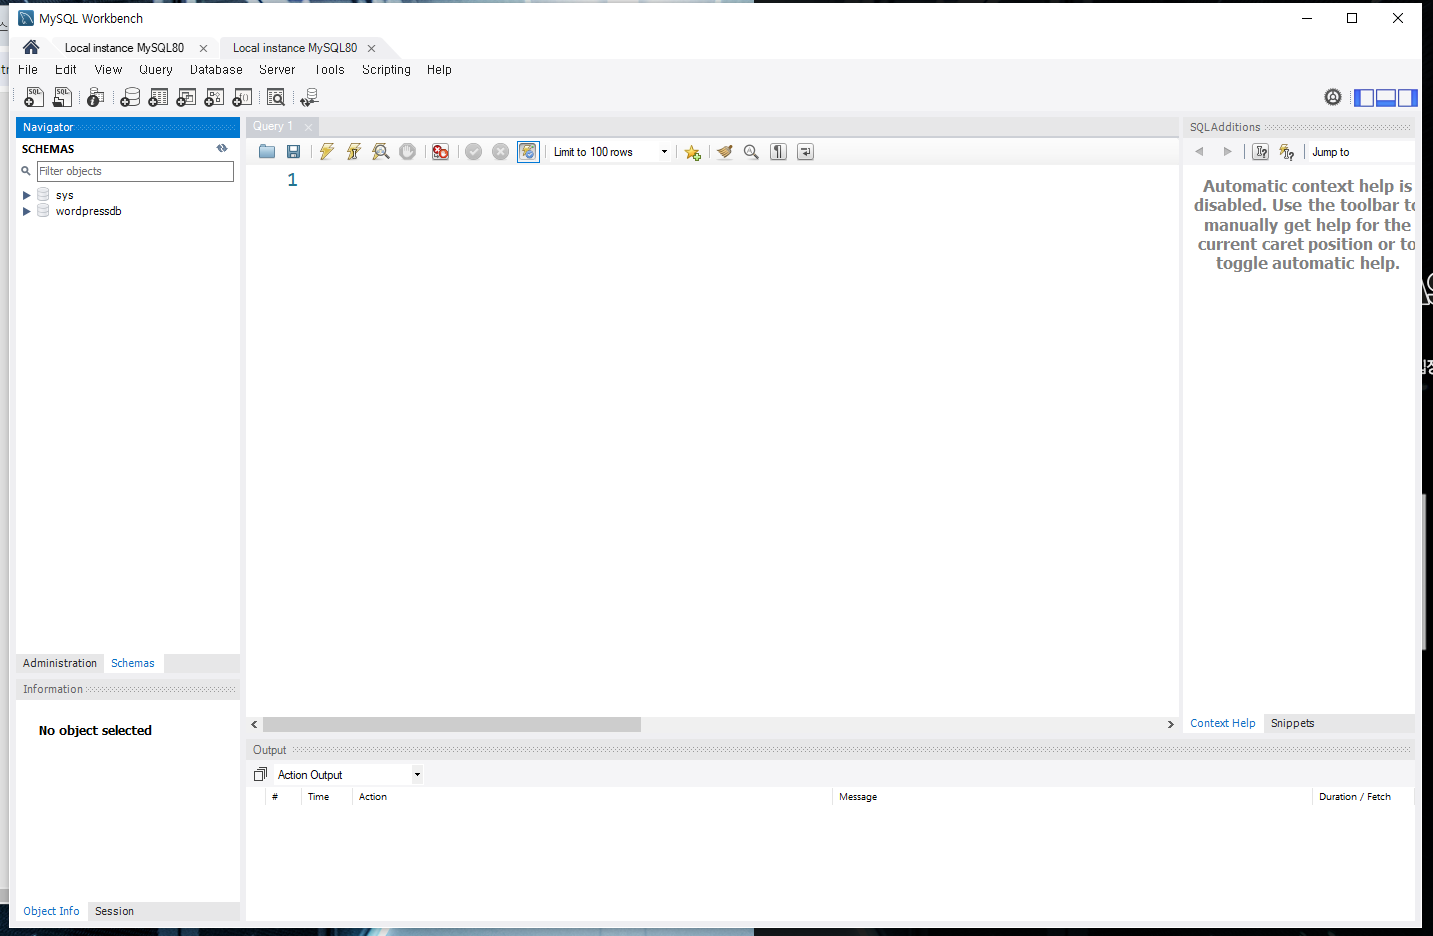 MySQL Workbench
Local instance MySQL80
Local instance MySQL80
File Edit View Query Database Server Tools Scripting Help
Navigator
SCHEMAS
Filter objects
sys
wordpressdb
Administration Schemas
Information
No object selected
Object Info Session
Query 1
Limit to 100 rows
1
SQLAdditions
Jump to
Automatic context help is
disabled. Use the toolbar to
manually get help for the
current caret position or to
toggle automatic help.
Context Help Snippets
Output
Action Output
# Time Action Message Duration / Fetch